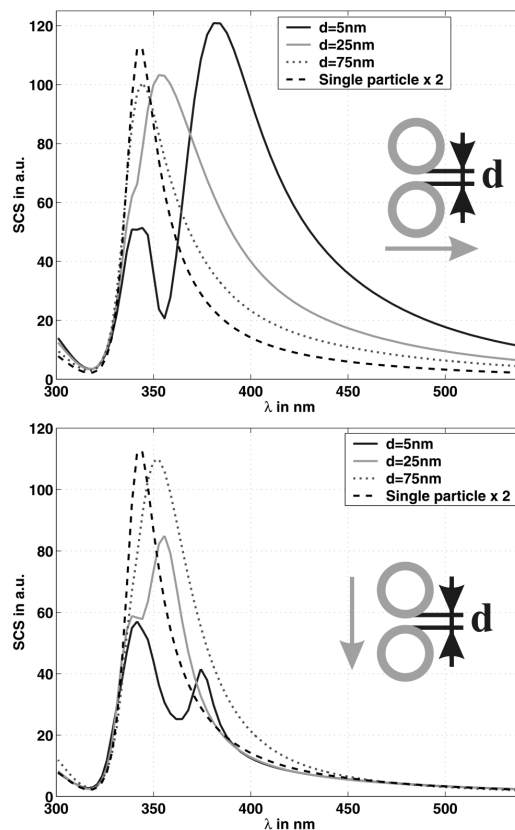 120
100
80
60
40
20
0
SCS in a.u.
300
350
400
450
500
λ in nm
d=5nm
d=25nm
d=75nm
Single particle x 2
d
120
100
80
60
40
20
0
SCS in a.u.
300
350
400
450
500
λ in nm
d=5nm
d=25nm
d=75nm
Single particle x 2
d